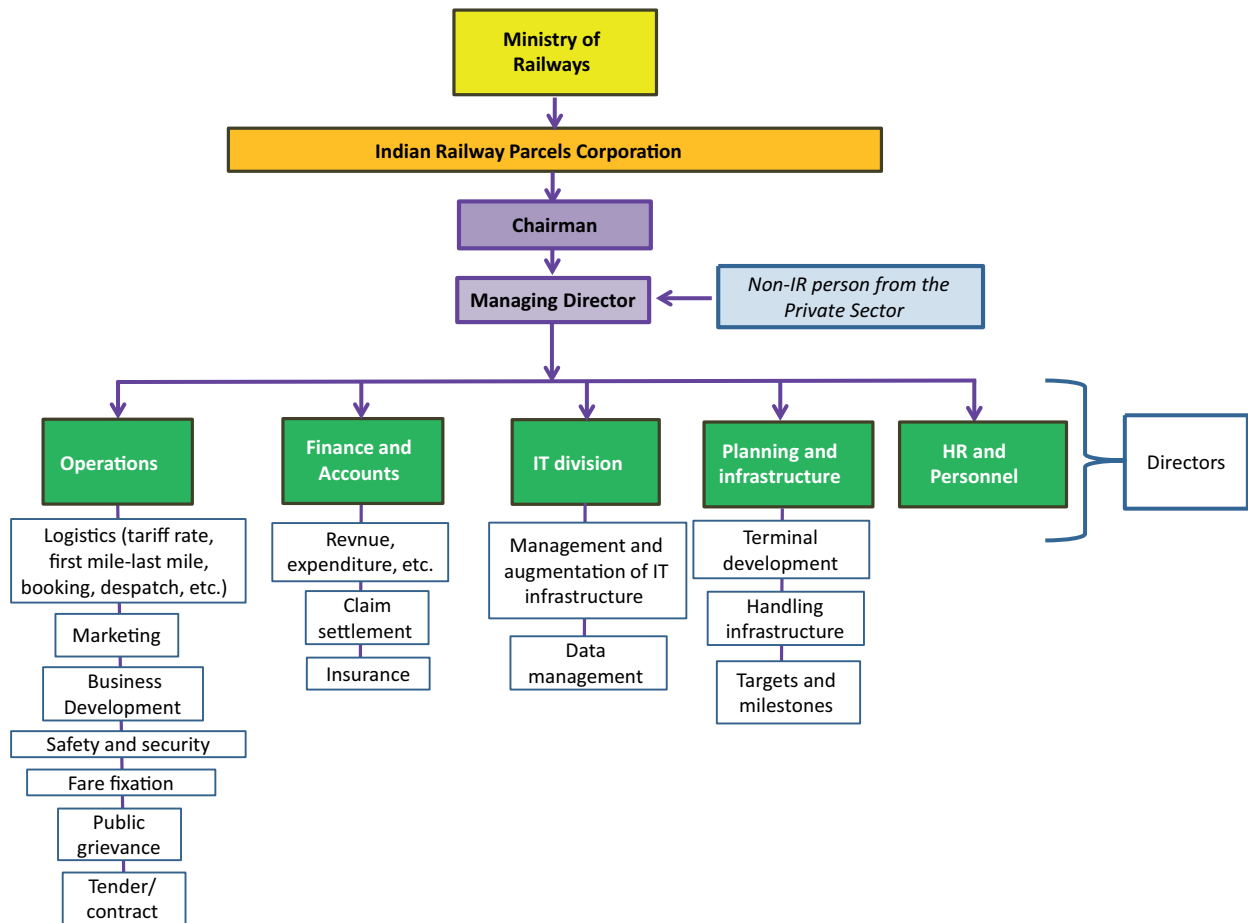 Ministry of
Railways
Indian Railway Parcels Corporation
Chairman
Managing Director
Non-IR person from the
Private Sector
Operations
Finance and
Accounts
IT division
Planning and
infrastructure
HR and
Personnel
Directors
Logistics (tariff rate,
first mile-last mile,
booking, despatch, etc.)
Marketing
Business
Development
Safety and security
Fare fixation
Public
grievance
Tender/
contract
Revnue,
expenditure, etc.
Claim
settlement
Insurance
Management and
augmentation of IT
infrastructure
Data
management
Terminal
development
Handling
infrastructure
Targets and
milestones